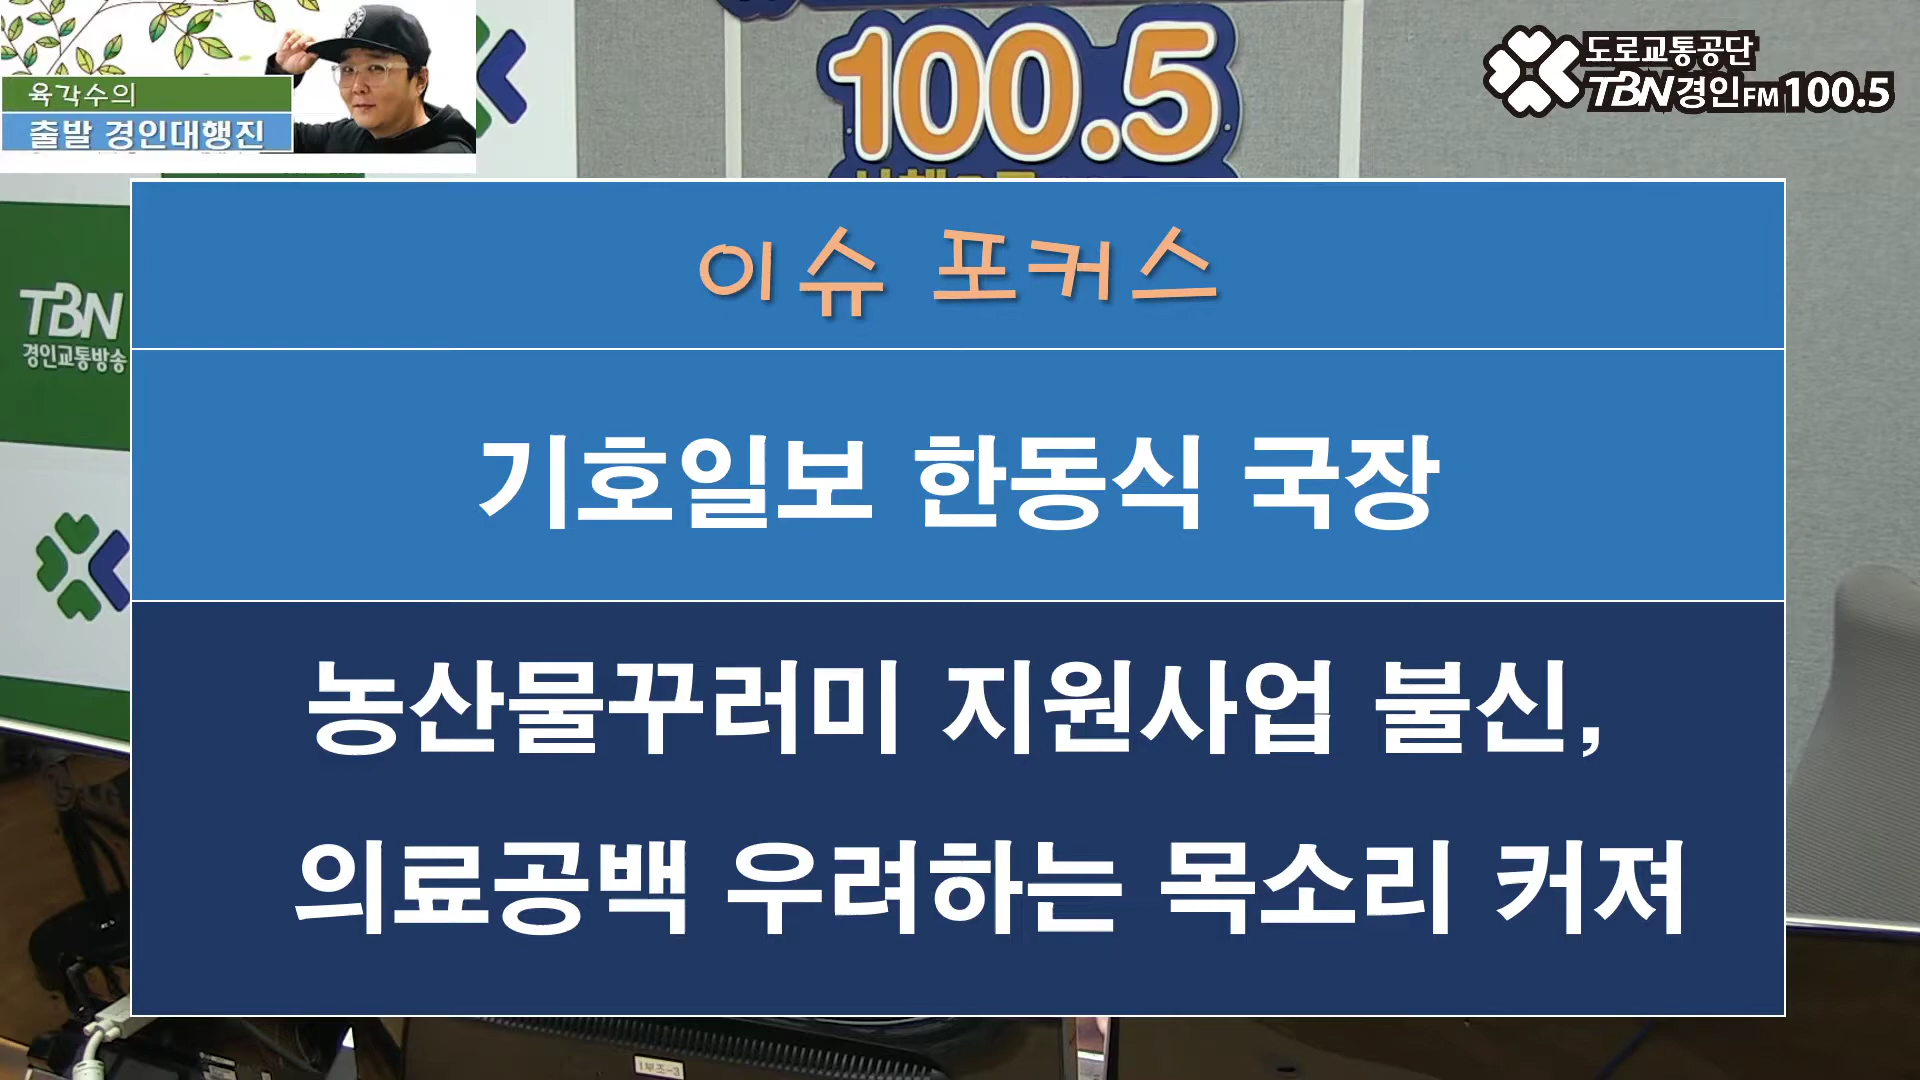 육각수의
출발 경인대행진
100.5
도로교통공단
TBN경인FM100.5
이슈 포커스
기호일보 한동식 국장
농산물꾸러미 지원사업 불신,
의료공백 우려하는 목소리 커져
TBN
경인교통방송
1부조-3